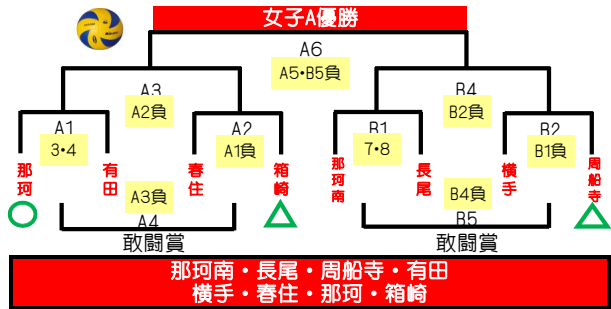 女子A優勝
A6
A5・B5負
A3
B4
A2負
B2負
A1
A2
B1
B2
3・4
A1負
7・8
B1負
那珂
有田
春住
箱崎
那珂南
長尾
横手
周船寺
A3負
B4負
A4
B5
敢闘賞
敢闘賞
那珂南・長尾・周船寺・有田
横手・春住・那珂・箱崎